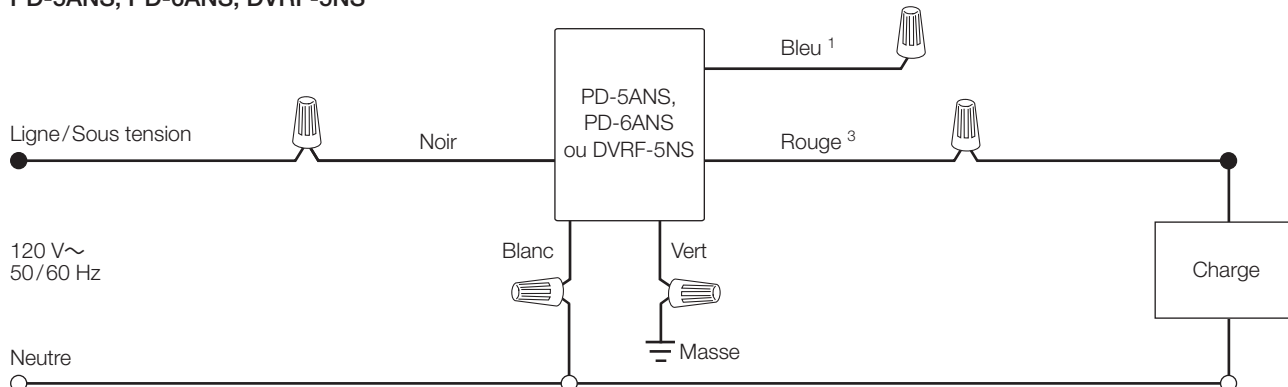 PD-5ANS, PD-6ANS, DVRF-5NS
Bleu 1
PD-5ANS,
PD-6ANS
ou DVRF-5NS
Ligne/Sous tension
Noir
Rouge 3
120 V~
50/60 Hz
Blanc
Vert
Charge
Neutre
Masse